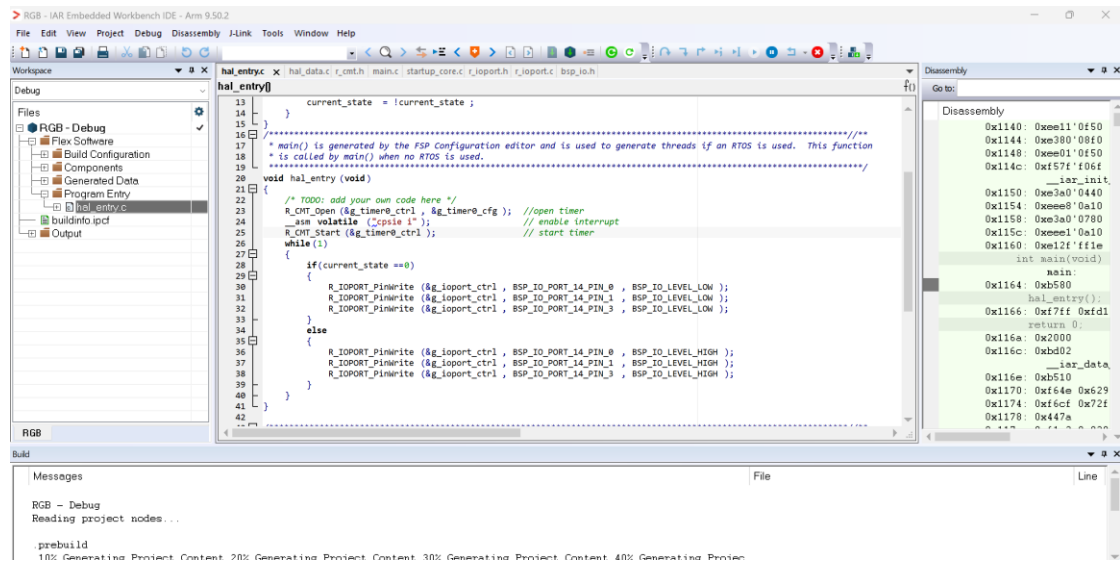 RGB - IAR Embedded Workbench IDE - Arm 9.50.2
File Edit View Project Debug Disassembly J-Link Tools Window Help
Workspace
Debug
Files
RGB - Debug
Flex Software
Build Configuration
Components
Generated Data
Program Entry
hal_entry.c
buildinfo.ipcf
Output
RGB
hal_entry.c x hal_data.c r_cmt.h main.c startup_core.c r_ioport.h r_ioport.c bsp_io.h
hal_entry()
f()
13 current_state = !current_state ;
14 }
15 }
16 /*********************************************************************************************************************//**
17 * main() is generated by the FSP Configuration editor and is used to generate threads if an RTOS is used. This function
18 * is called by main() when no RTOS is used.
19 **********************************************************************************************************************/
20 void hal_entry (void)
21 {
22 /* TODO: add your own code here */
23 R_CMT_Open (&g_timer0_ctrl , &g_timer0_cfg ); //open timer
24 __asm volatile ("cpsie i" ); // enable interrupt
25 R_CMT_Start (&g_timer0_ctrl ); // start timer
26 while (1)
27 {
28 if(current_state ==0)
29 {
30 R_IOPORT_PinWrite (&g_ioport_ctrl , BSP_IO_PORT_14_PIN_0 , BSP_IO_LEVEL_LOW );
31 R_IOPORT_PinWrite (&g_ioport_ctrl , BSP_IO_PORT_14_PIN_1 , BSP_IO_LEVEL_LOW );
32 R_IOPORT_PinWrite (&g_ioport_ctrl , BSP_IO_PORT_14_PIN_3 , BSP_IO_LEVEL_LOW );
33 }
34 else
35 {
36 R_IOPORT_PinWrite (&g_ioport_ctrl , BSP_IO_PORT_14_PIN_0 , BSP_IO_LEVEL_HIGH );
37 R_IOPORT_PinWrite (&g_ioport_ctrl , BSP_IO_PORT_14_PIN_1 , BSP_IO_LEVEL_HIGH );
38 R_IOPORT_PinWrite (&g_ioport_ctrl , BSP_IO_PORT_14_PIN_3 , BSP_IO_LEVEL_HIGH );
39 }
40 }
41 }
42
Disassembly
Go to:
Disassembly
0x1140: 0xee11'0f50
0x1144: 0xe380'08f0
0x1148: 0xee01'0f50
0x114c: 0xf57f'f06f
__iar_init
0x1150: 0xe3a0'0440
0x1154: 0xeee8'0a10
0x1158: 0xe3a0'0780
0x115c: 0xeee1'0a10
0x1160: 0xe12f'ff1e
int main(void)
main:
0x1164: 0xb580
hal_entry();
0x1166: 0xf7ff 0xfd1
return 0;
0x116a: 0x2000
0x116c: 0xbd02
__iar_data
0x116e: 0xb510
0x1170: 0xf64e 0x629
0x1174: 0xf6cf 0x72f
0x1178: 0x447a
Build
Messages File Line
RGB - Debug
Reading project nodes...
.prebuild
10% Generating Project Content 20% Generating Project Content 30% Generating Project Content 40% Generating Projec